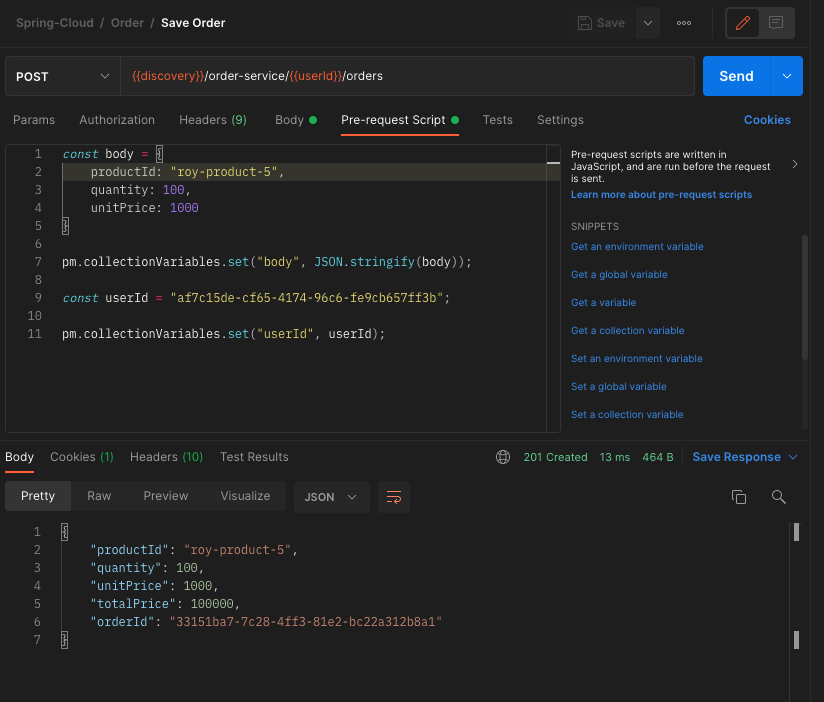 Spring-Cloud / Order / Save Order
Save
POST
{{discovery}}/order-service/{{userId}}/orders
Send
Params Authorization Headers (9) Body Pre-request Script Tests Settings Cookies
1 const body = {
2 productId: "roy-product-5",
3 quantity: 100,
4 unitPrice: 1000
5 }
6
7 pm.collectionVariables.set("body", JSON.stringify(body));
8
9 const userId = "af7c15de-cf65-4174-96c6-fe9cb657ff3b";
10
11 pm.collectionVariables.set("userId", userId);
Pre-request scripts are written in
JavaScript, and are run before the request
is sent.
Learn more about pre-request scripts
SNIPPETS
Get an environment variable
Get a global variable
Get a variable
Get a collection variable
Set an environment variable
Set a global variable
Set a collection variable
Body Cookies (1) Headers (10) Test Results 201 Created 13 ms 464 B Save Response
Pretty Raw Preview Visualize JSON
1 {
2 "productId": "roy-product-5",
3 "quantity": 100,
4 "unitPrice": 1000,
5 "totalPrice": 100000,
6 "orderId": "33151ba7-7c28-4ff3-81e2-bc22a312b8a1"
7 }